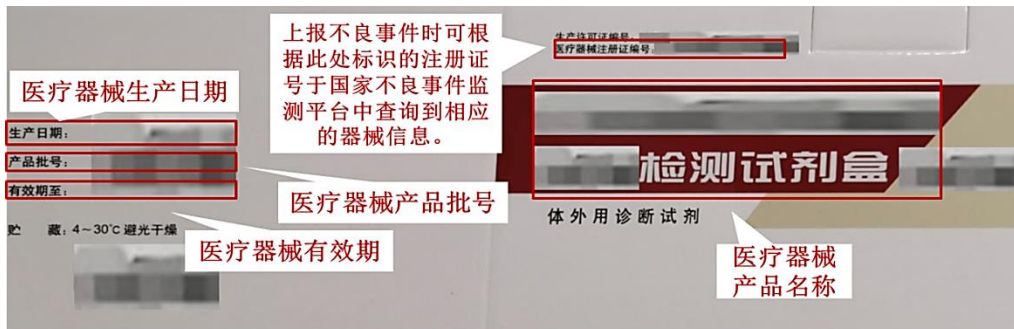 医疗器械生产日期
生产日期：
产品批号：
有效期至：
医疗器械产品批号
贮 藏：4～30℃避光干燥
医疗器械有效期
上报不良事件时可根
据此处标识的注册证
号于国家不良事件监
测平台中查询到相应
的器械信息。
生产许可证编号：
医疗器械注册证编号：
检测试剂盒
体外用诊断试剂
医疗器械
产品名称